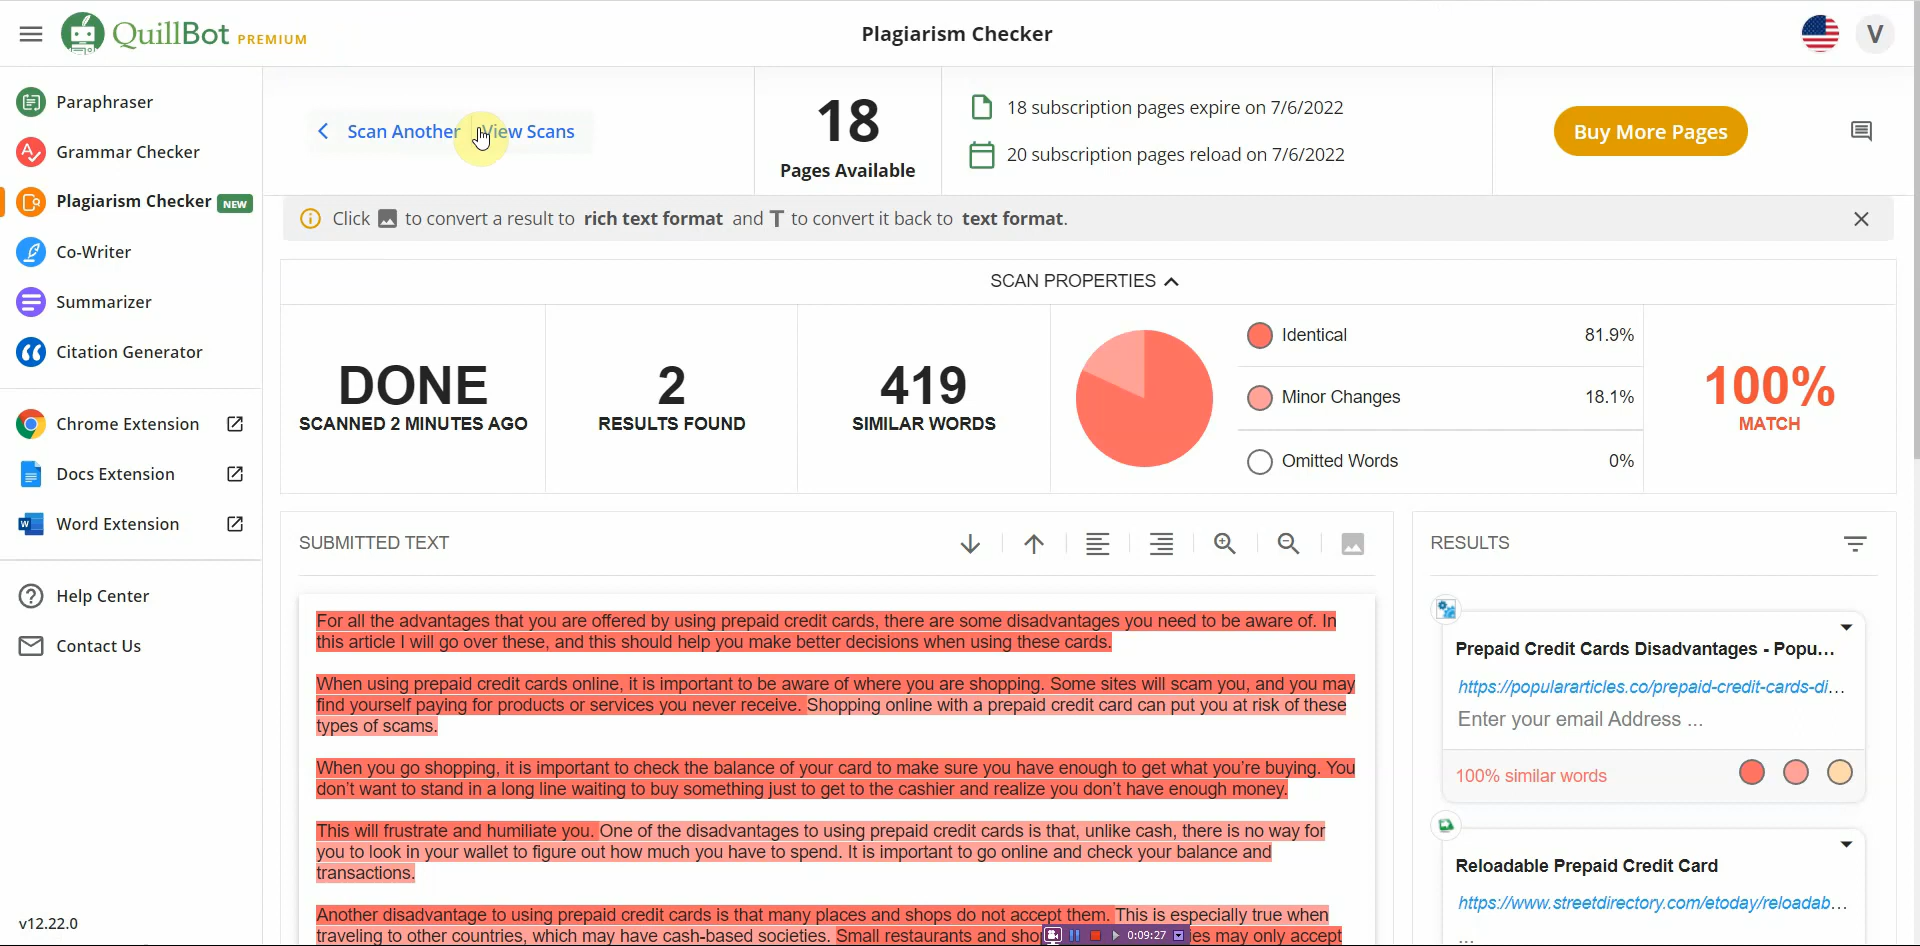 QuillBot PREMIUM
Plagiarism Checker
V
Paraphraser
Grammar Checker
Plagiarism Checker NEW
Co-Writer
Summarizer
Citation Generator
Chrome Extension
Docs Extension
Word Extension
Help Center
Contact Us
v12.22.0
Scan Another
View Scans
18
Pages Available
18 subscription pages expire on 7/6/2022
20 subscription pages reload on 7/6/2022
Buy More Pages
Click to convert a result to rich text format and T to convert it back to text format.
SCAN PROPERTIES
DONE
SCANNED 2 MINUTES AGO
2
RESULTS FOUND
419
SIMILAR WORDS
Identical 81.9%
Minor Changes 18.1%
Omitted Words 0%
100%
MATCH
SUBMITTED TEXT
For all the advantages that you are offered by using prepaid credit cards, there are some disadvantages you need to be aware of. In
this article I will go over these, and this should help you make better decisions when using these cards.
When using prepaid credit cards online, it is important to be aware of where you are shopping. Some sites will scam you, and you may
find yourself paying for products or services you never receive. Shopping online with a prepaid credit card can put you at risk of these
types of scams.
When you go shopping, it is important to check the balance of your card to make sure you have enough to get what you're buying. You
don't want to stand in a long line waiting to buy something just to get to the cashier and realize you don't have enough money.
This will frustrate and humiliate you. One of the disadvantages to using prepaid credit cards is that, unlike cash, there is no way for
you to look in your wallet to figure out how much you have to spend. It is important to go online and check your balance and
transactions.
Another disadvantage to using prepaid credit cards is that many places and shops do not accept them. This is especially true when
traveling to other countries, which may have cash-based societies. Small restaurants and sho
ies may only accept
0:09:27
RESULTS
Prepaid Credit Cards Disadvantages - Popu...
https://populararticles.co/prepaid-credit-cards-di...
Enter your email Address ...
100% similar words
Reloadable Prepaid Credit Card
https://www.streetdirectory.com/etoday/reloadab...
...